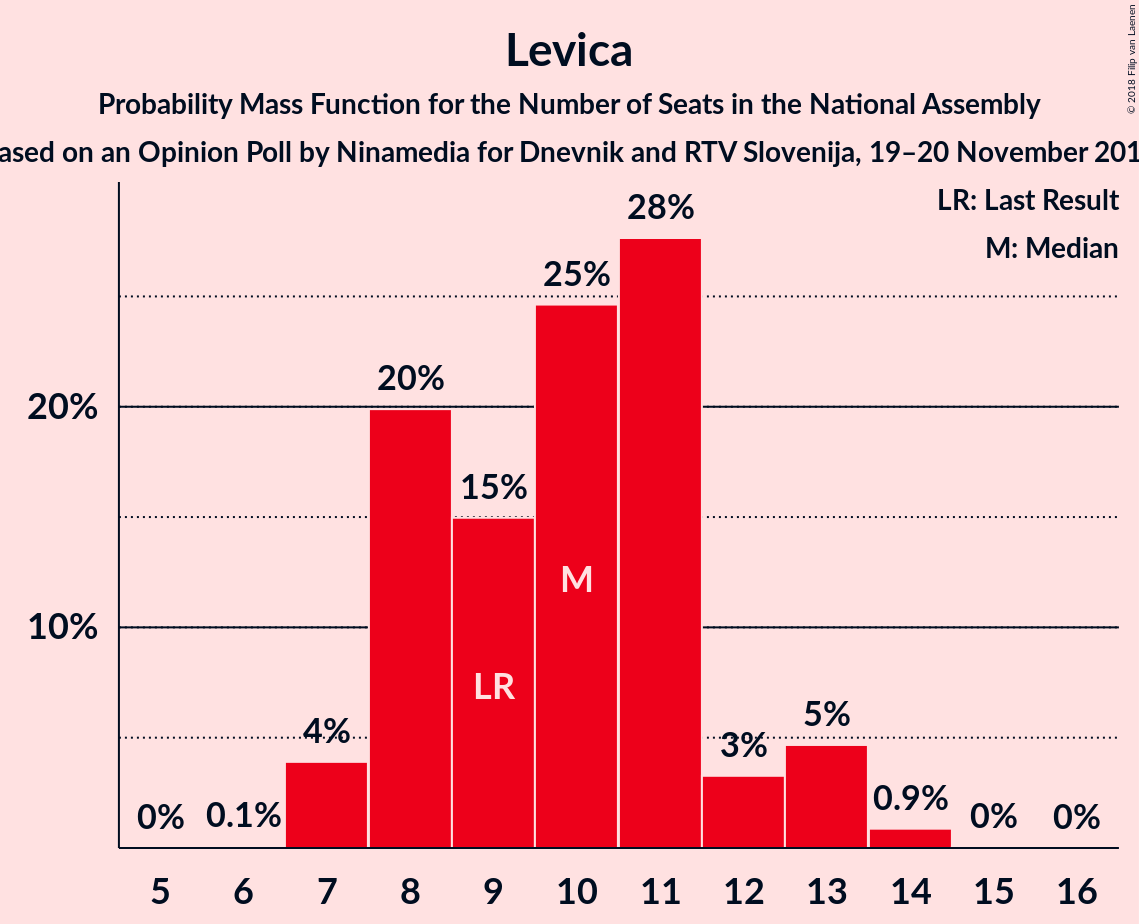 Levica
Probability Mass Function for the Number of Seats in the National Assembly
ased on an Opinion Poll by Ninamedia for Dnevnik and RTV Slovenija, 19–20 November 201
© 2018 Filip van Laenen
LR: Last Result
M: Median
28%
25%
20%
20%
15%
M
10%
LR
5%
4%
3%
0.9%
0%
0.1%
0%
0%
5 6 7 8 9 10 11 12 13 14 15 16